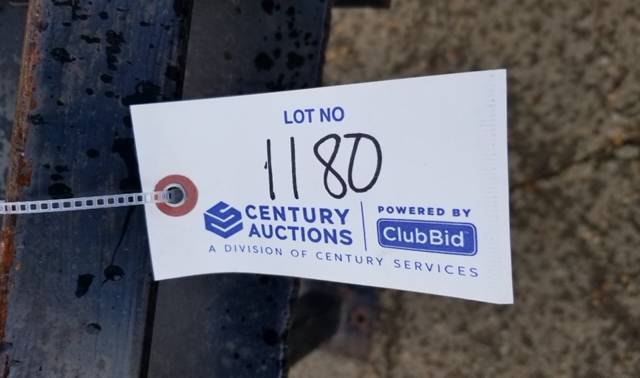 LOT NO
1180
CENTURY AUCTIONS
POWERED BY
ClubBid
A DIVISION OF CENTURY SERVICES